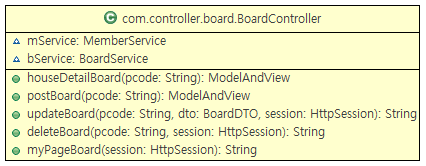 C com.controller.board.BoardController
mService: MemberService
bService: BoardService
houseDetailBoard(pcode: String): ModelAndView
postBoard(pcode: String): ModelAndView
updateBoard(pcode: String, dto: BoardDTO, session: HttpSession): String
deleteBoard(pcode: String, session: HttpSession): String
myPageBoard(session: HttpSession): String